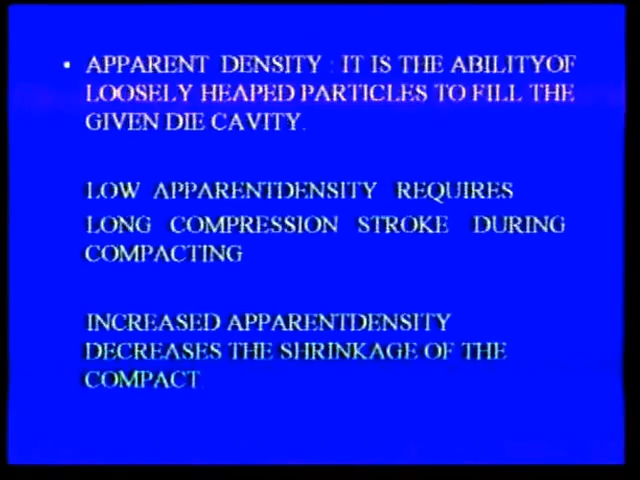 • APPARENT DENSITY : IT IS THE ABILITYOF
LOOSELY HEAPED PARTICLES TO FILL THE
GIVEN DIE CAVITY.
LOW APPARENTDENSITY REQUIRES
LONG COMPRESSION STROKE DURING
COMPACTING
INCREASED APPARENTDENSITY
DECREASES THE SHRINKAGE OF THE
COMPACT